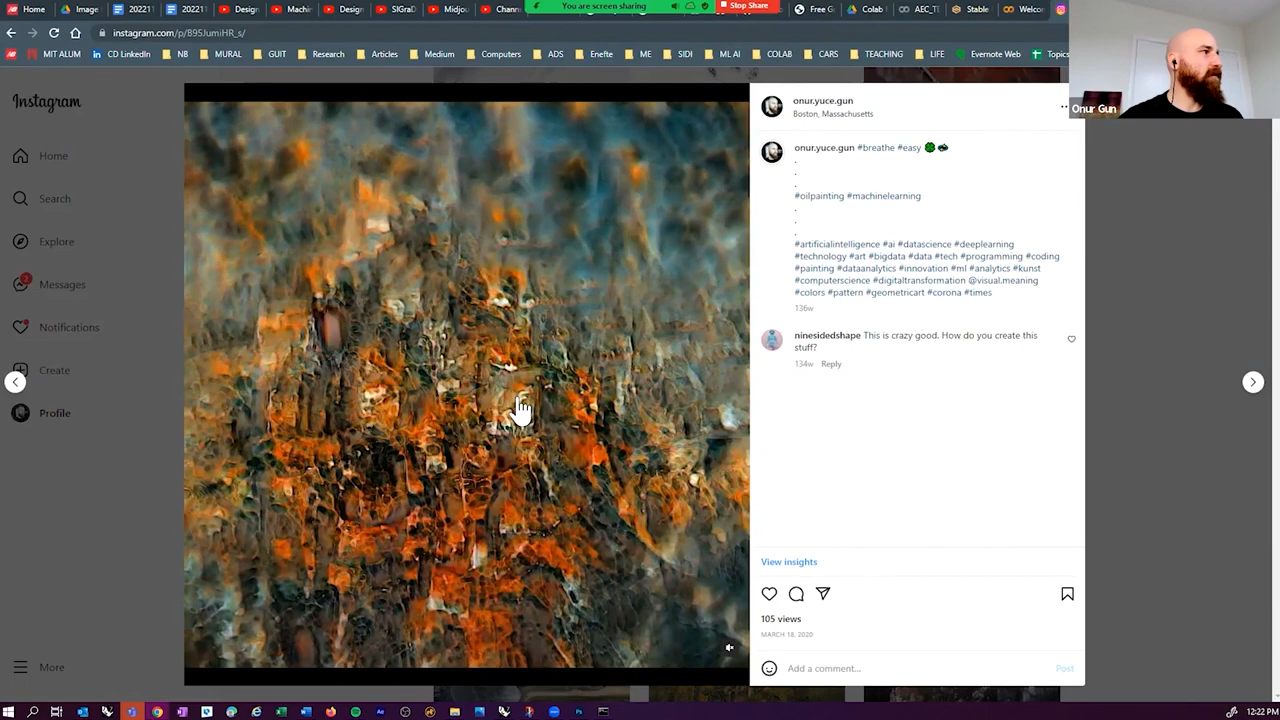 Home
Image
2022 1
2022 1
Design
Machi
Design
SIGraD
Midjou
Chann
You are screen sharing
Stop Share
Free G
Colab
AEC_TE
Stable
Welco
instagram.com/p/B95JumiHR_s/
MIT ALUM
CD LinkedIN
NB
MURAL
GUIT
Research
Articles
Medium
Computers
ADS
Enefte
ME
SIDI
ML AI
COLAB
CARS
TEACHING
LIFE
Evernote Web
Topics
Onur Gun
Instagram
Home
Search
Explore
Messages
Notifications
Create
Profile
More
onur.yuce.gun
Boston, Massachusetts
onur.yuce.gun #breathe #easy
.
.
.
#oilpainting #machinelearning
.
.
.
#artificialintelligence #ai #datascience #deeplearning
#technology #art #bigdata #data #tech #programming #coding
#painting #dataanalytics #innovation #ml #analytics #kunst
#computerscience #digitaltransformation @visual.meaning
#colors #pattern #geometricart #corona #times
136w
ninesidedshape This is crazy good. How do you create this
stuff?
134w Reply
View insights
105 views
MARCH 18, 2020
Add a comment...
Post
12:22 PM